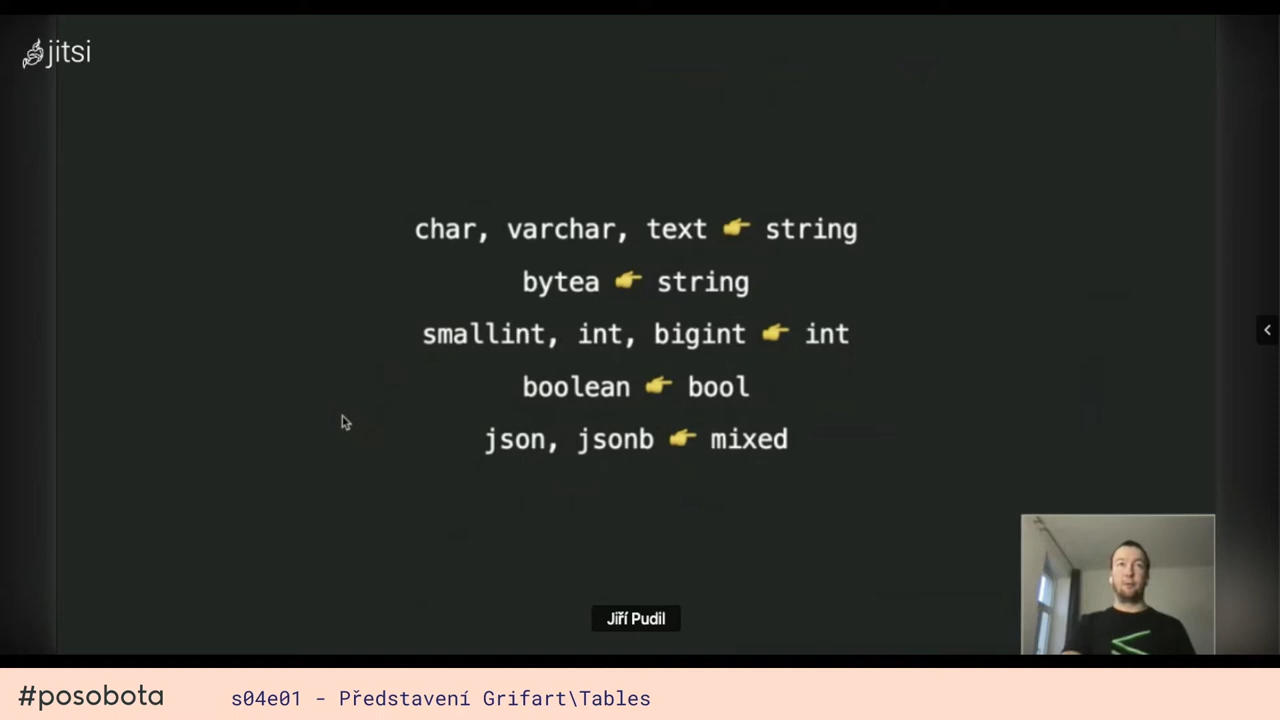 jitsi
char, varchar, text 👉 string
bytea 👉 string
smallint, int, bigint 👉 int
boolean 👉 bool
json, jsonb 👉 mixed
Jiří Pudil
#posobota s04e01 - Představení Grifart\Tables